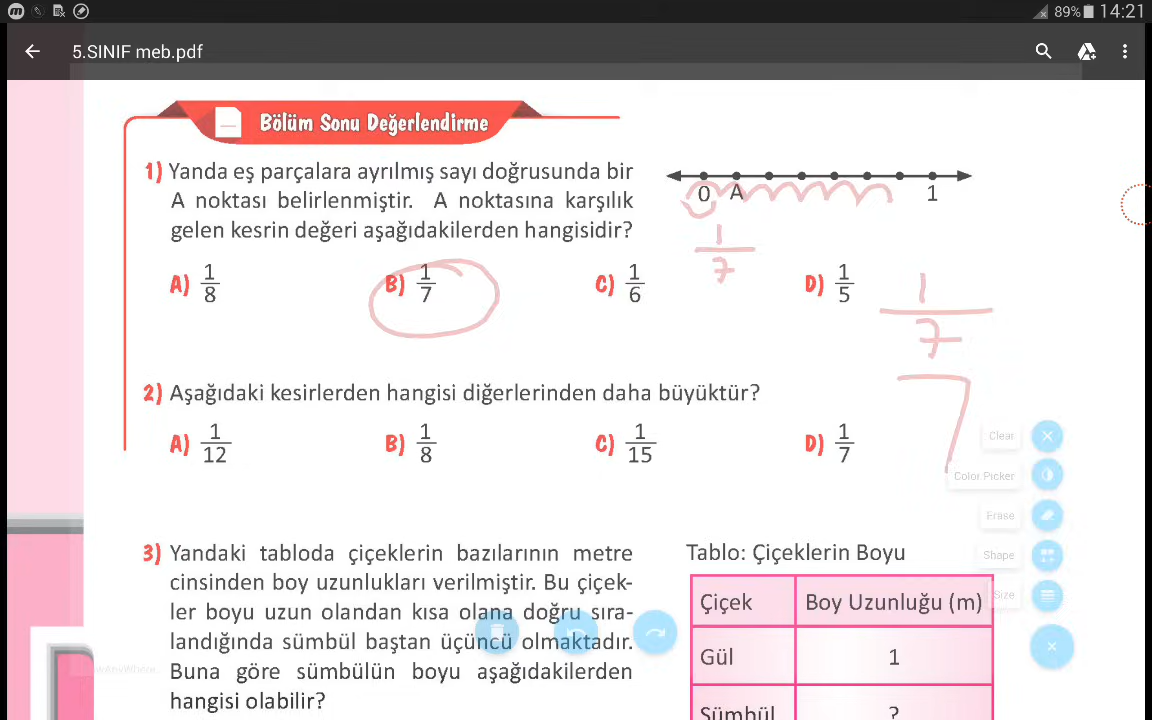 89% 14:21
5.SINIF meb.pdf
Bölüm Sonu Değerlendirme
1) Yanda eş parçalara ayrılmış sayı doğrusunda bir
A noktası belirlenmiştir. A noktasına karşılık
gelen kesrin değeri aşağıdakilerden hangisidir?
0 A 1
1/7
A) 1/8 B) 1/7 C) 1/6 D) 1/5
1/7
7
2) Aşağıdaki kesirlerden hangisi diğerlerinden daha büyüktür?
A) 1/12 B) 1/8 C) 1/15 D) 1/7
Clear
Color Picker
Erase
Shape
Size
3) Yandaki tabloda çiçeklerin bazılarının metre
cinsinden boy uzunlukları verilmiştir. Bu çiçek-
ler boyu uzun olandan kısa olana doğru sıra-
landığında sümbül baştan üçüncü olmaktadır.
Buna göre sümbülün boyu aşağıdakilerden
hangisi olabilir?
Tablo: Çiçeklerin Boyu
Çiçek Boy Uzunluğu (m)
Gül 1
Sümbül ?